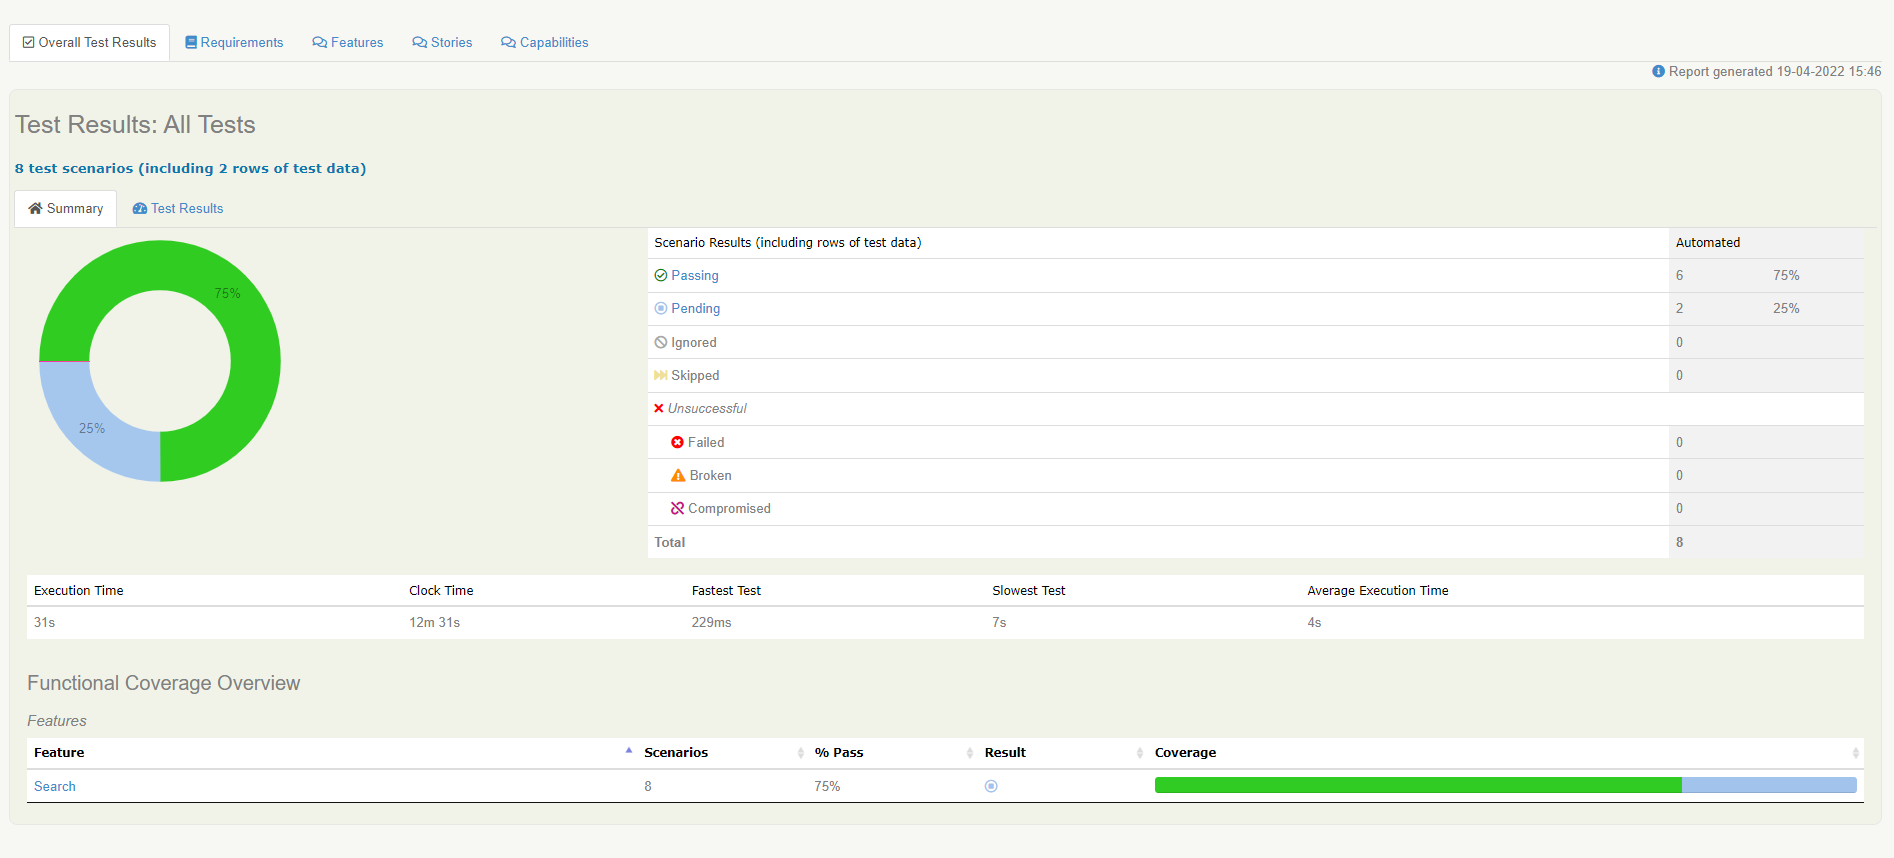 Overall Test Results Requirements Features Stories Capabilities
Report generated 19-04-2022 15:46
Test Results: All Tests
8 test scenarios (including 2 rows of test data)
Summary Test Results
75%
25%
Scenario Results (including rows of test data) Automated
Passing 6 75%
Pending 2 25%
Ignored 0
Skipped 0
Unsuccessful
Failed 0
Broken 0
Compromised 0
Total 8
Execution Time Clock Time Fastest Test Slowest Test Average Execution Time
31s 12m 31s 229ms 7s 4s
Functional Coverage Overview
Features
Feature Scenarios % Pass Result Coverage
Search 8 75%